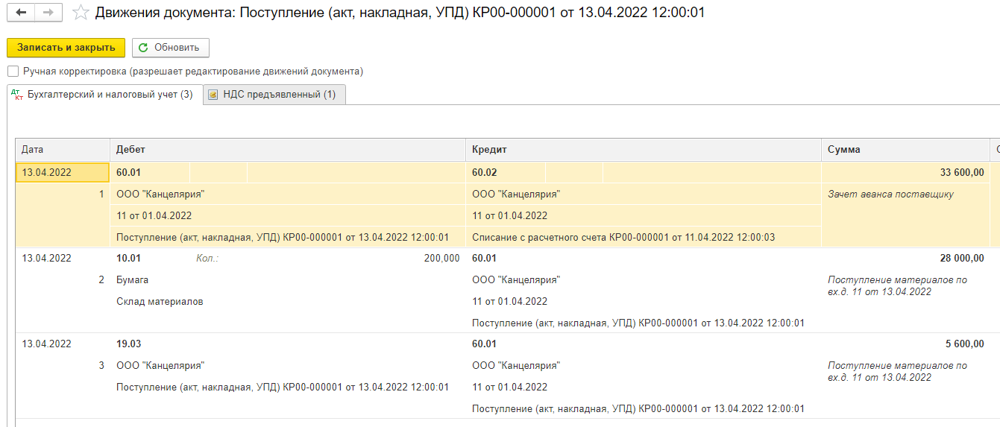 Движения документа: Поступление (акт, накладная, УПД) КР00-000001 от 13.04.2022 12:00:01
Записать и закрыть Обновить
Ручная корректировка (разрешает редактирование движений документа)
Дт Кт Бухгалтерский и налоговый учет (3) НДС предъявленный (1)
Дата Дебет Кредит Сумма
13.04.2022 60.01 60.02 33 600,00
1 ООО "Канцелярия" ООО "Канцелярия" Зачет аванса поставщику
11 от 01.04.2022 11 от 01.04.2022
Поступление (акт, накладная, УПД) КР00-000001 от 13.04.2022 12:00:01 Списание с расчетного счета КР00-000001 от 11.04.2022 12:00:03
13.04.2022 10.01 Кол.: 200,000 60.01 28 000,00
2 Бумага ООО "Канцелярия" Поступление материалов по
вх.д. 11 от 13.04.2022
Склад материалов 11 от 01.04.2022
Поступление (акт, накладная, УПД) КР00-000001 от 13.04.2022 12:00:01
13.04.2022 19.03 60.01 5 600,00
3 ООО "Канцелярия" ООО "Канцелярия" Поступление материалов по
вх.д. 11 от 13.04.2022
Поступление (акт, накладная, УПД) КР00-000001 от 13.04.2022 12:00:01 11 от 01.04.2022
Поступление (акт, накладная, УПД) КР00-000001 от 13.04.2022 12:00:01